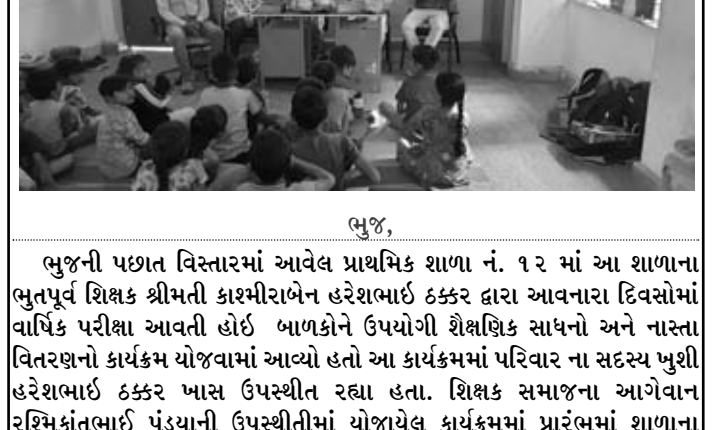 ભુજ,
ભુજની પછાત વિસ્તારમાં આવેલ પ્રાથમિક શાળા નં. ૧૨ માં આ શાળાના
ભુતપૂર્વ શિક્ષક શ્રીમતી કાશ્મીરાબેન હરેશભાઇ ઠક્કર દ્વારા આવનારા દિવસોમાં
વાર્ષિક પરીક્ષા આવતી હોઇ બાળકોને ઉપયોગી શૈક્ષણિક સાધનો અને નાસ્તા
વિતરણનો કાર્યક્રમ યોજવામાં આવ્યો હતો આ કાર્યક્રમમાં પરિવાર ના સદસ્ય ખુશી
હરેશભાઇ ઠક્કર ખાસ ઉપસ્થીત રહ્યા હતા. શિક્ષક સમાજના આગેવાન
રશ્મિકાંતભાઈ પંડયાની ઉપસ્થીતીમાં યોજાયેલ કાર્યક્રમમાં પ્રારંભમાં શાળાના